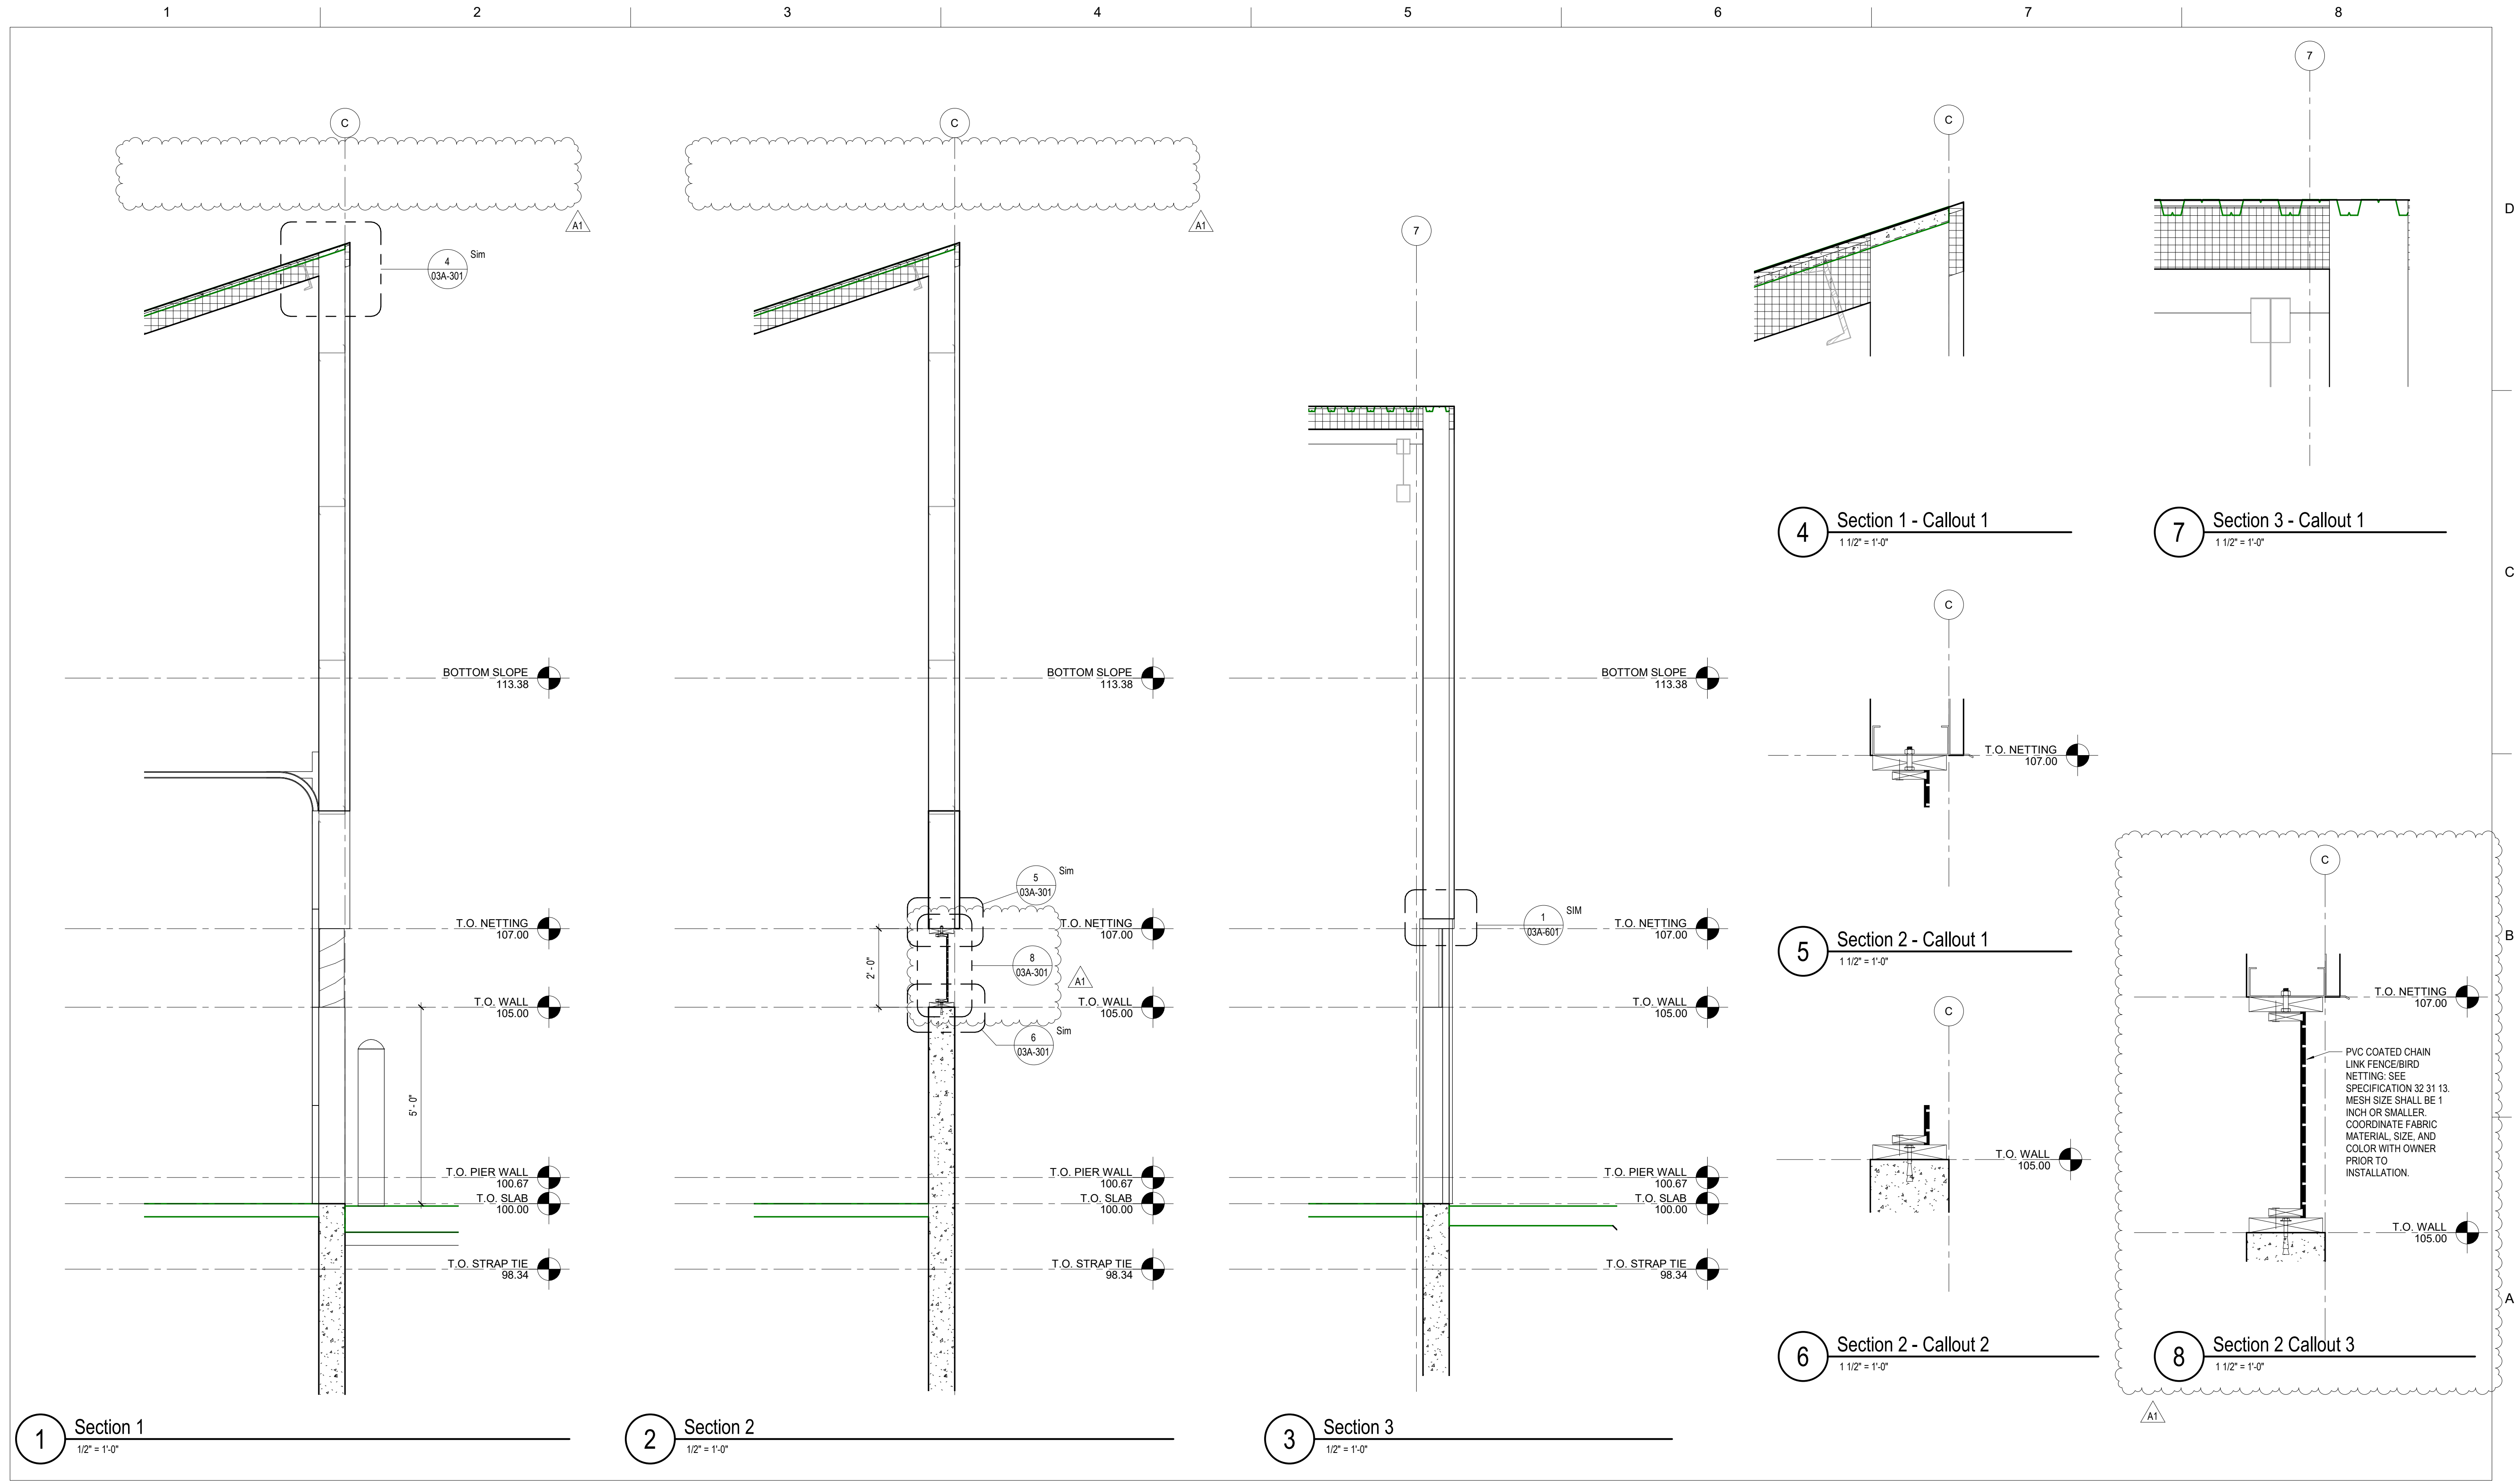 1 2 3 4 5 6 7 8
D
C
B
A
C
A1
4
03A-301
Sim
BOTTOM SLOPE
113.38
T.O. NETTING
107.00
T.O. WALL
105.00
5' - 0"
T.O. PIER WALL
100.67
T.O. SLAB
100.00
T.O. STRAP TIE
98.34
1 Section 1
1/2" = 1'-0"
C
A1
BOTTOM SLOPE
113.38
5
03A-301
Sim
T.O. NETTING
107.00
2' - 0"
8
03A-301
A1
T.O. WALL
105.00
6
03A-301
Sim
T.O. PIER WALL
100.67
T.O. SLAB
100.00
T.O. STRAP TIE
98.34
2 Section 2
1/2" = 1'-0"
7
BOTTOM SLOPE
113.38
1
03A-601
SIM
T.O. NETTING
107.00
T.O. WALL
105.00
T.O. PIER WALL
100.67
T.O. SLAB
100.00
T.O. STRAP TIE
98.34
3 Section 3
1/2" = 1'-0"
C
4 Section 1 - Callout 1
1 1/2" = 1'-0"
7
7 Section 3 - Callout 1
1 1/2" = 1'-0"
C
T.O. NETTING
107.00
5 Section 2 - Callout 1
1 1/2" = 1'-0"
C
T.O. WALL
105.00
6 Section 2 - Callout 2
1 1/2" = 1'-0"
C
T.O. NETTING
107.00
PVC COATED CHAIN
LINK FENCE/BIRD
NETTING: SEE
SPECIFICATION 32 31 13.
MESH SIZE SHALL BE 1
INCH OR SMALLER.
COORDINATE FABRIC
MATERIAL, SIZE, AND
COLOR WITH OWNER
PRIOR TO
INSTALLATION.
T.O. WALL
105.00
8 Section 2 Callout 3
1 1/2" = 1'-0"
A1